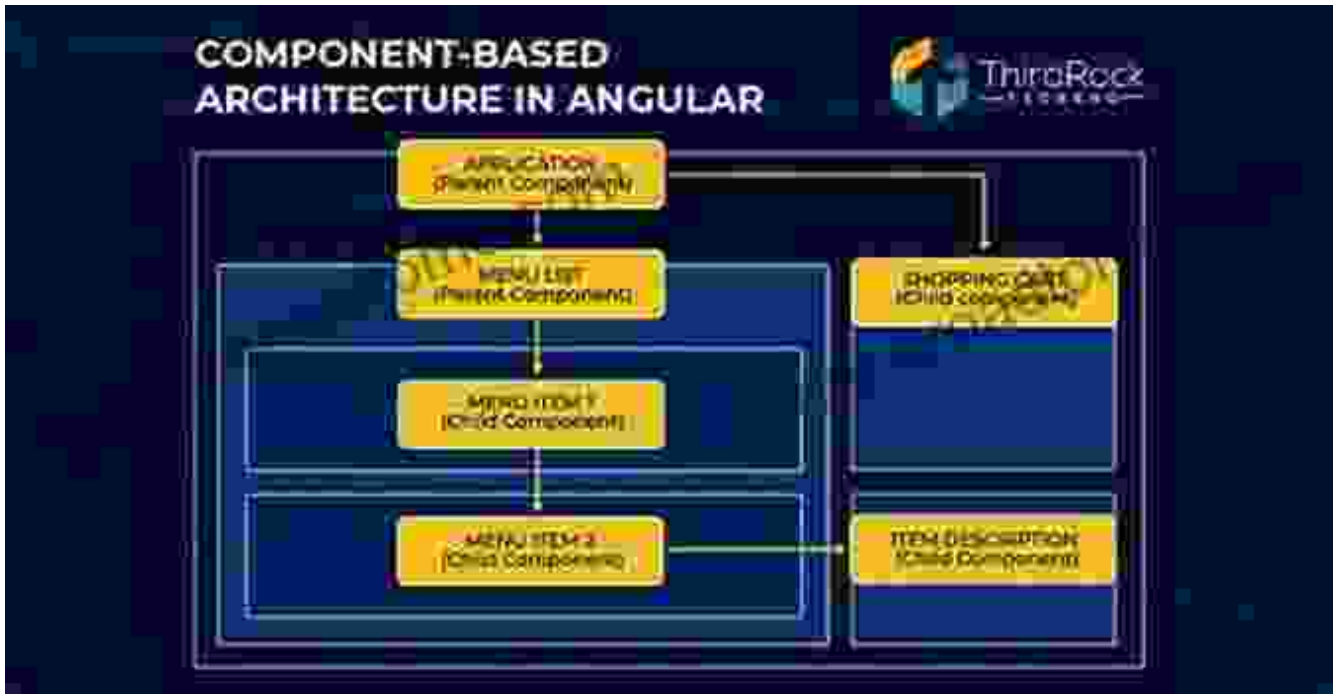 COMPONENT-BASED
ARCHITECTURE IN ANGULAR
ThirdRock
TECHKNO
APPLICATION
(Parent Component)
MENU LIST
(Parent Component)
SHOPPING CART
(Child component)
MENU ITEM 1
(Child Component)
MENU ITEM
(Child Component)
ITEM DESCRIPTION
(Child Component)